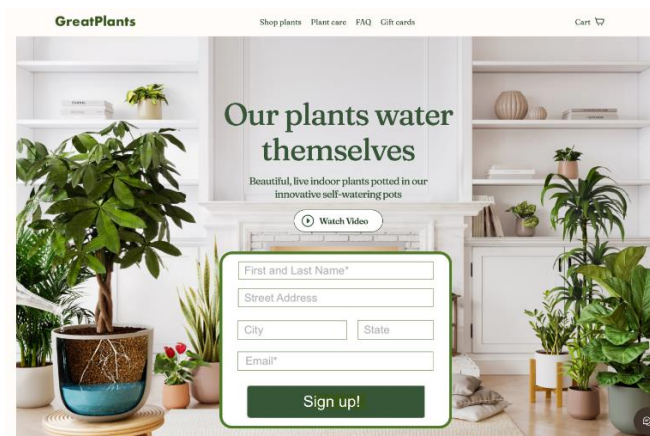 GreatPlants
Shop plants Plant care FAQ Gift cards
Cart
Our plants water
themselves
Beautiful, live indoor plants potted in our
innovative self-watering pots
Watch Video
First and Last Name*
Street Address
City State
Email*
Sign up!